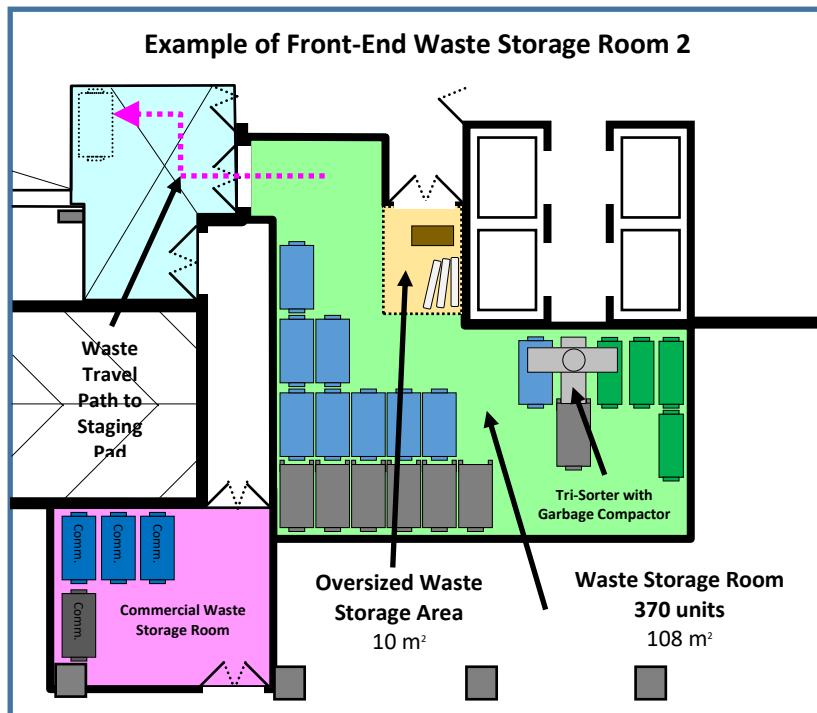 Example of Front-End Waste Storage Room 2
Waste
Travel
Path to
Staging
Pad
Tri-Sorter with
Garbage Compactor
Comm.
Comm.
Comm.
Comm.
Commercial Waste
Storage Room
Oversized Waste
Storage Area
10 m²
Waste Storage Room
370 units
108 m²